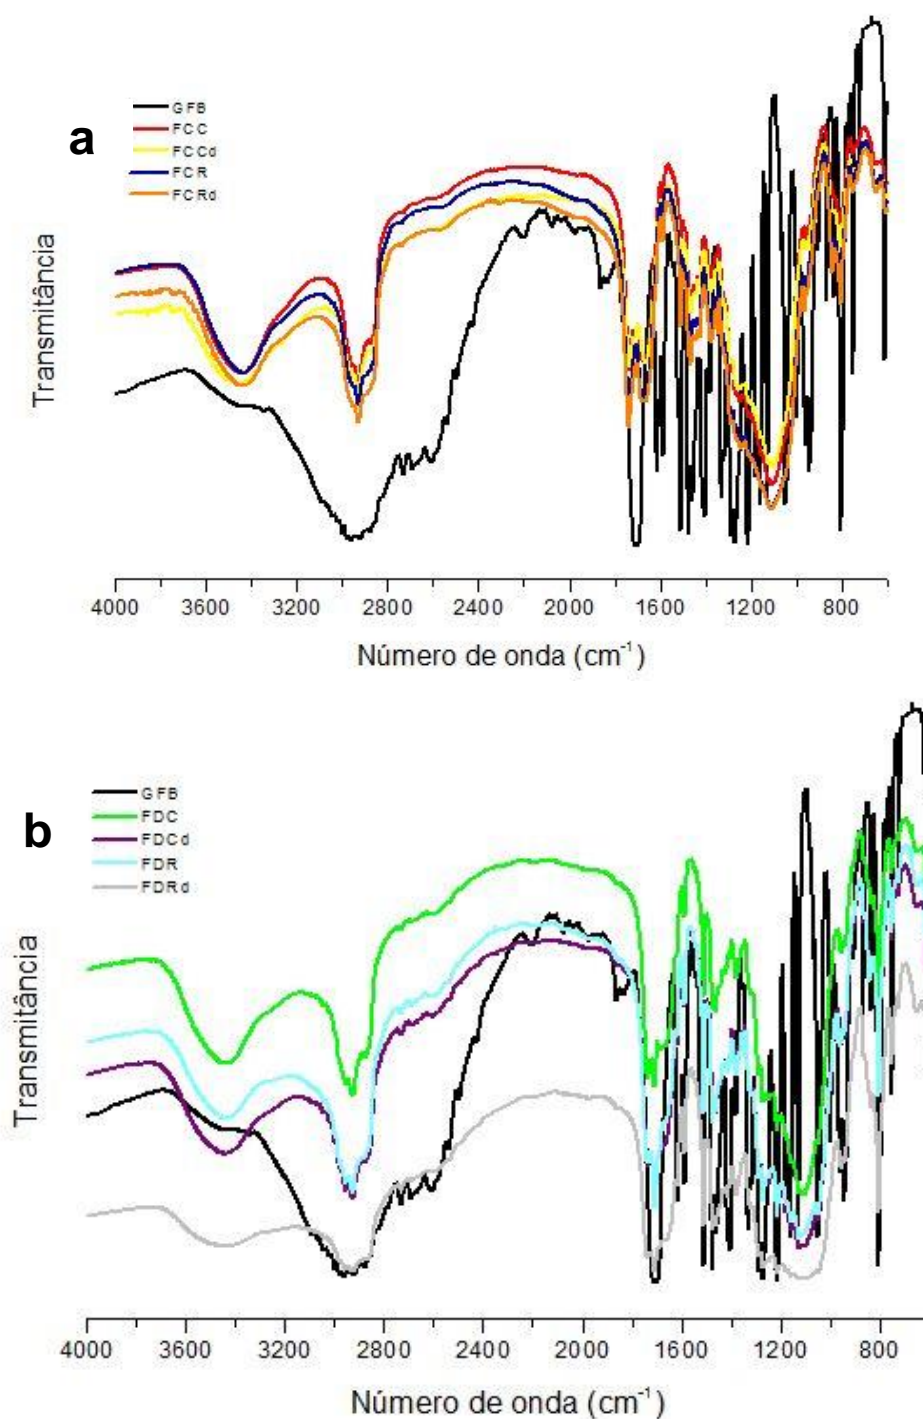 a
GFB
FCC
FCCd
FCR
FCRd
Transmitância
4000 3600 3200 2800 2400 2000 1600 1200 800
Número de onda (cm⁻¹)
b
GFB
FDC
FDCd
FDR
FDRd
Transmitância
4000 3600 3200 2800 2400 2000 1600 1200 800
Número de onda (cm⁻¹)